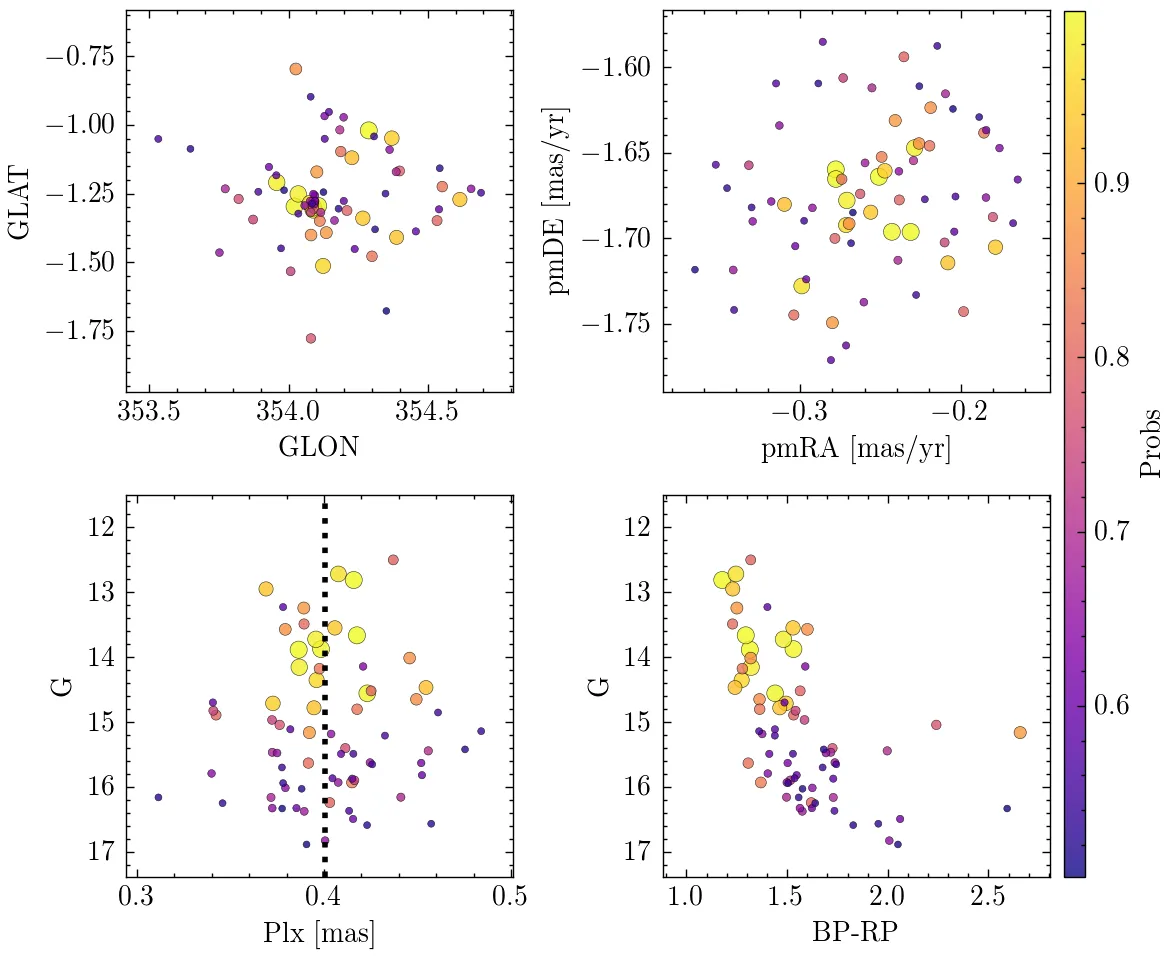 −0.75
−1.00
−1.25
−1.50
−1.75
GLAT
353.5 354.0 354.5
GLON
−1.60
−1.65
−1.70
−1.75
pmDE [mas/yr]
−0.3 −0.2
pmRA [mas/yr]
12
13
14
15
16
17
G
0.3 0.4 0.5
Plx [mas]
12
13
14
15
16
17
G
1.0 1.5 2.0 2.5
BP-RP
0.9
0.8
0.7
0.6
Probs